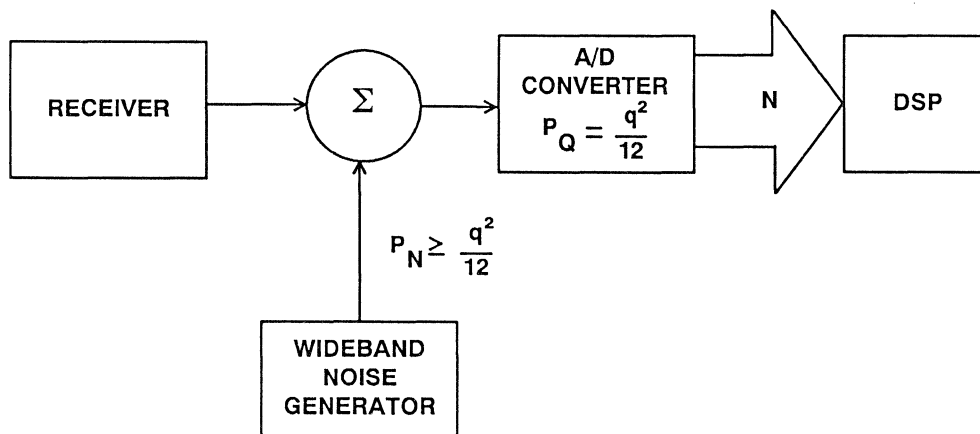 RECEIVER
Σ
A/D
CONVERTER
P_Q = q²/12
N
DSP
P_N ≥ q²/12
WIDEBAND
NOISE
GENERATOR